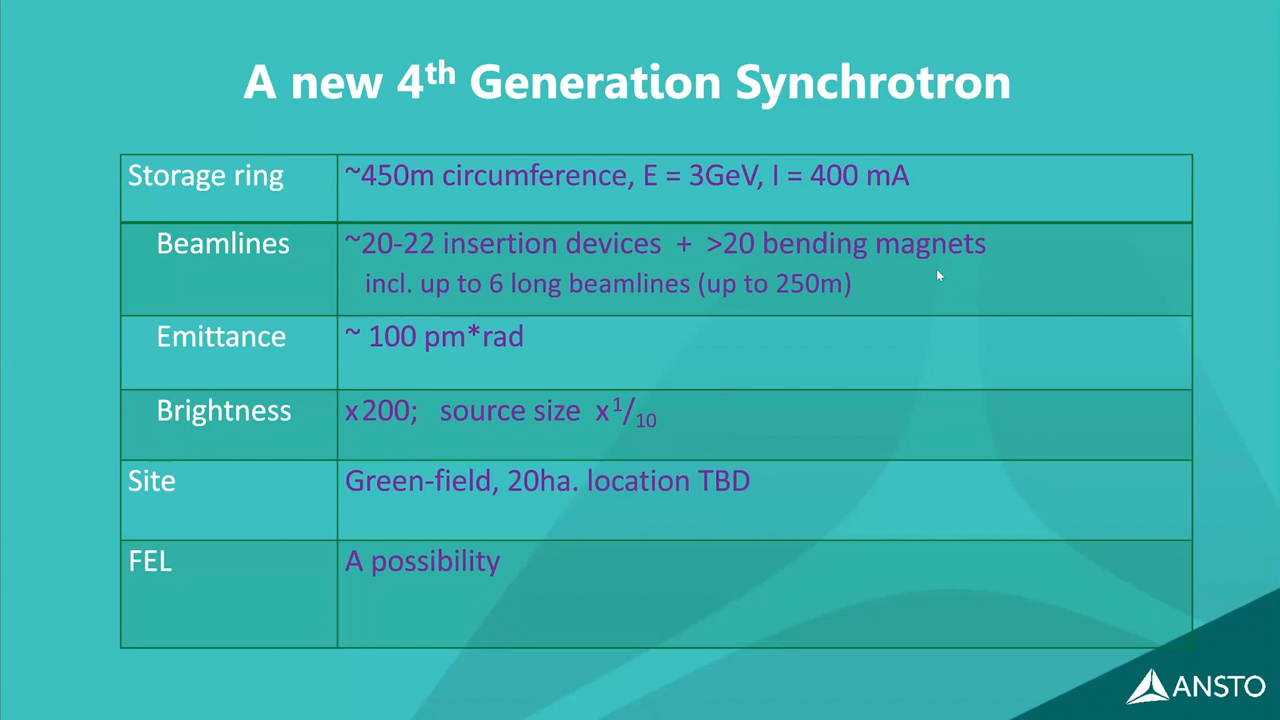 A new 4th Generation Synchrotron
Storage ring ~450m circumference, E = 3GeV, I = 400 mA
Beamlines ~20-22 insertion devices + >20 bending magnets
incl. up to 6 long beamlines (up to 250m)
Emittance ~ 100 pm*rad
Brightness x200; source size x1/10
Site Green-field, 20ha. location TBD
FEL A possibility
ANSTO